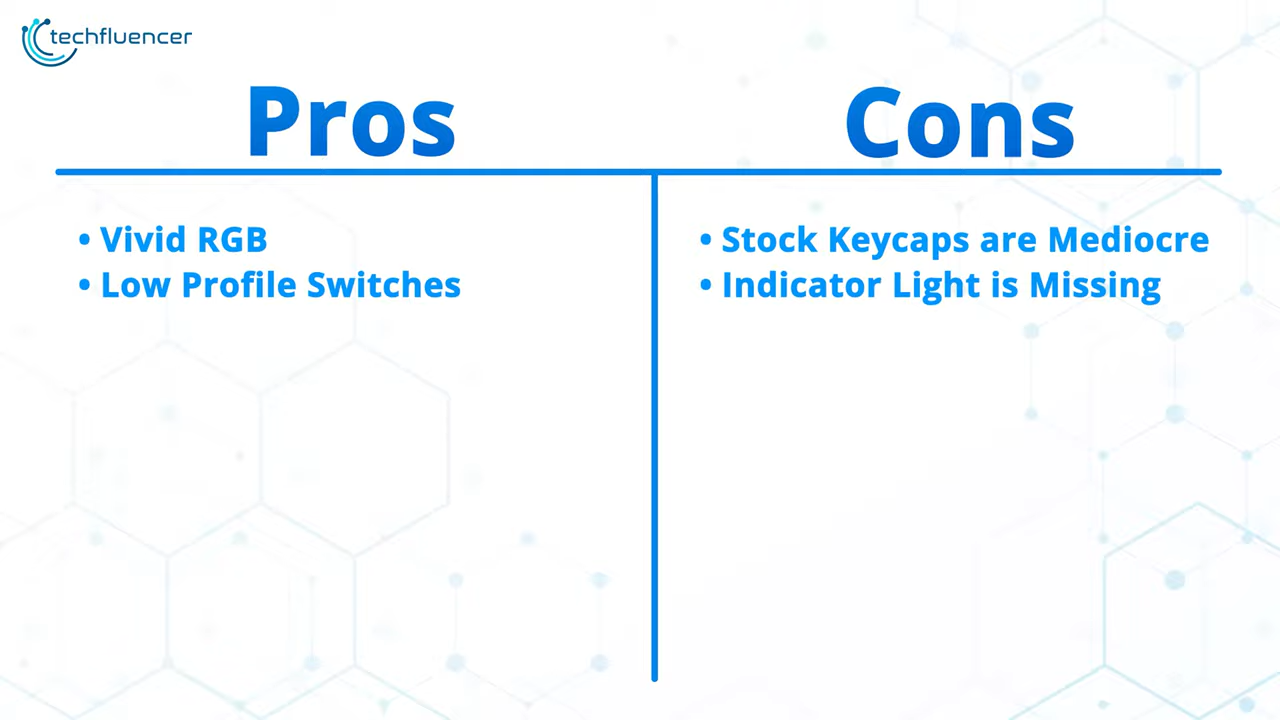 techfluencer
Pros
Cons
• Vivid RGB
• Low Profile Switches
• Stock Keycaps are Mediocre
• Indicator Light is Missing